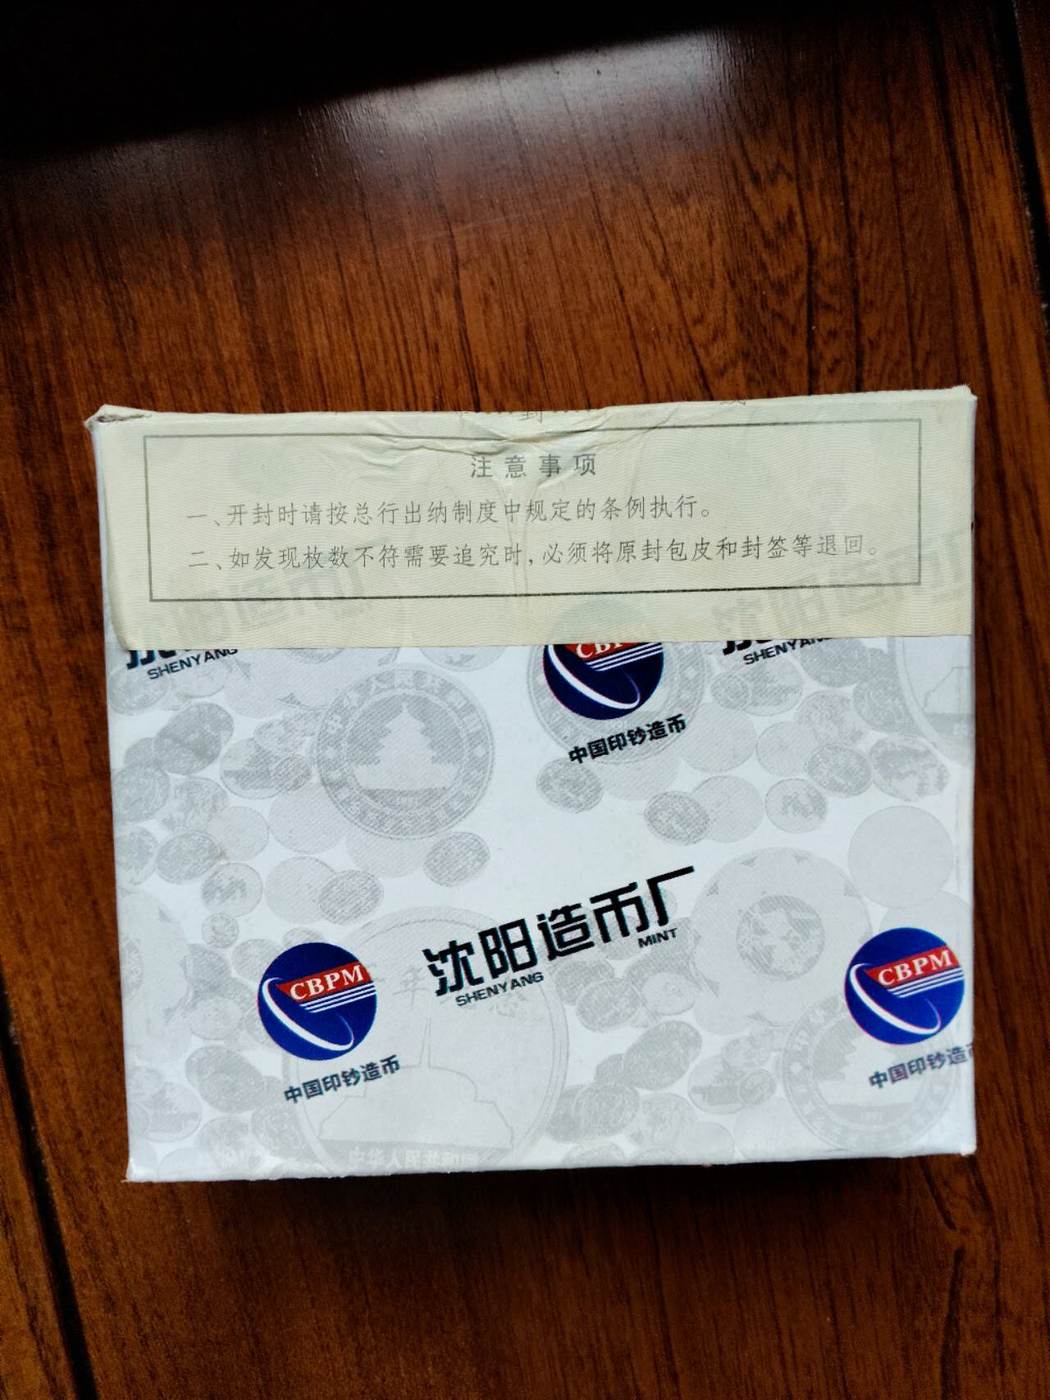 注意事项
一、开封时请按总行出纳制度中规定的条例执行。
二、如发现枚数不符需要追究时,必须将原封包皮和封签等退回。
SHENYANG
CBPM
中国印钞造币
SHENYANG
沈阳造币厂
SHENYANG MINT
CBPM
中国印钞造币
CBPM
中国印钞造币
中华人民共和国